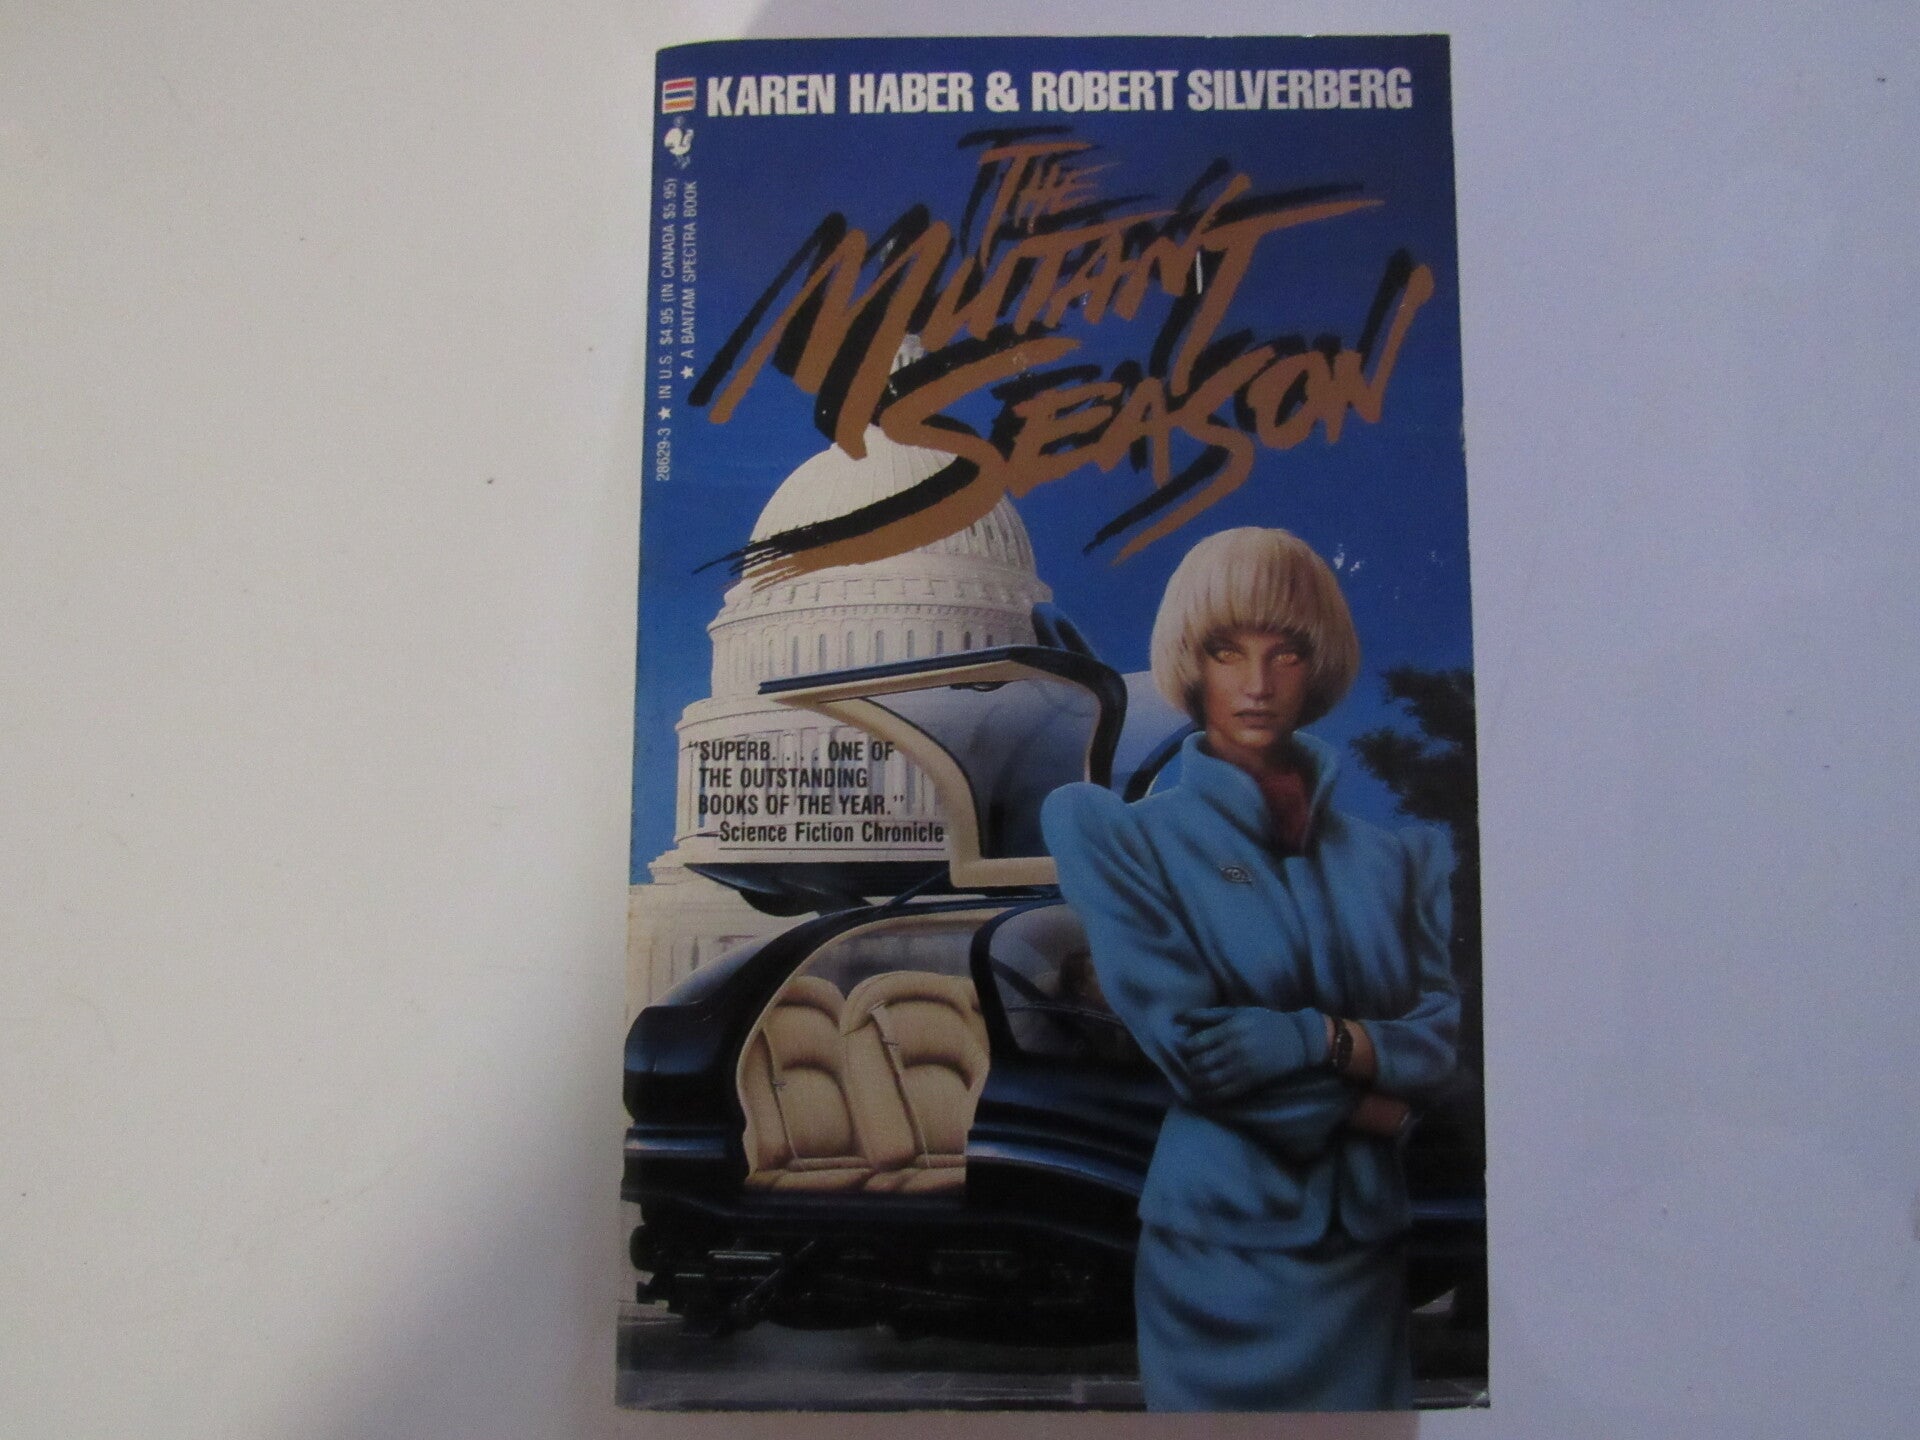 KAREN HABER & ROBERT SILVERBERG
THE
MUTANT
SEASON
28629-3 ★ IN U.S. $4.95 (IN CANADA $5.95)
★ A BANTAM SPECTRA BOOK
"SUPERB. . . . ONE OF
THE OUTSTANDING
BOOKS OF THE YEAR."
—Science Fiction Chronicle